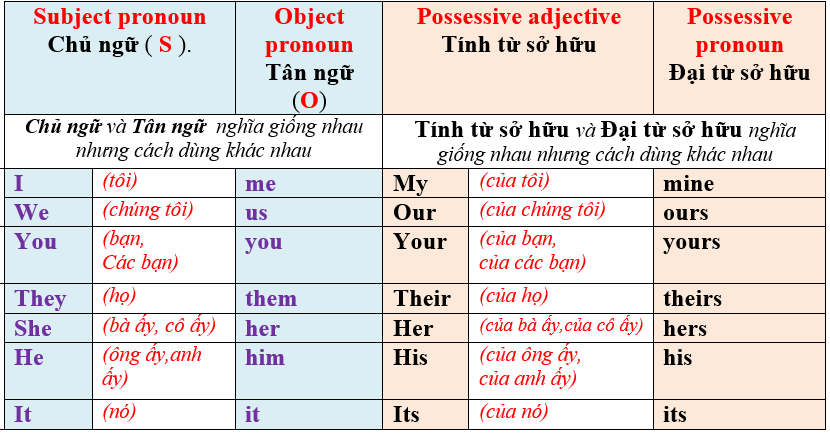 Subject pronoun
Chủ ngữ ( S ).
Object
pronoun
Tân ngữ
(O)
Possessive adjective
Tính từ sở hữu
Possessive
pronoun
Đại từ sở hữu
Chủ ngữ và Tân ngữ nghĩa giống nhau
nhưng cách dùng khác nhau
Tính từ sở hữu và Đại từ sở hữu nghĩa
giống nhau nhưng cách dùng khác nhau
I (tôi) me My (của tôi) mine
We (chúng tôi) us Our (của chúng tôi) ours
You (bạn, you Your (của bạn, yours
Các bạn) của các bạn)
They (họ) them Their (của họ) theirs
She (bà ấy, cô ấy) her Her (của bà ấy,của cô ấy) hers
He (ông ấy,anh him His (của ông ấy, his
ấy) của anh ấy)
It (nó) it Its (của nó) its